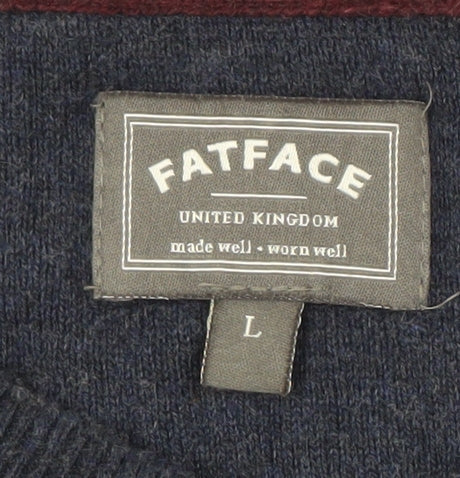 FATFACE
UNITED KINGDOM
made well • worn well
L